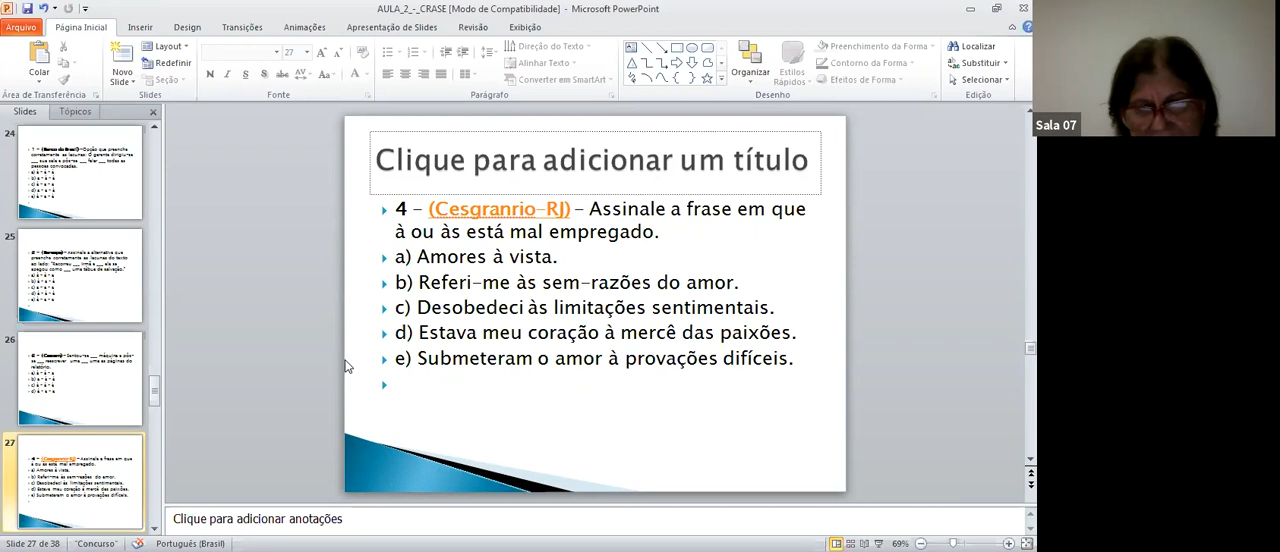 AULA_2_-_CRASE [Modo de Compatibilidade] - Microsoft PowerPoint
Arquivo Página Inicial Inserir Design Transições Animações Apresentação de Slides Revisão Exibição
Colar
Área de Transferência
Novo Slide
Layout
Redefinir
Seção
Slides
27
Fonte
Parágrafo
Direção do Texto
Alinhar Texto
Converter em SmartArt
Organizar
Estilos Rápidos
Preenchimento da Forma
Contorno da Forma
Efeitos de Forma
Desenho
Localizar
Substituir
Selecionar
Edição
Sala 07
Slides Tópicos
24
25
26
27
Clique para adicionar um título
4 – (Cesgranrio-RJ) – Assinale a frase em que
à ou às está mal empregado.
a) Amores à vista.
b) Referi-me às sem-razões do amor.
c) Desobedeci às limitações sentimentais.
d) Estava meu coração à mercê das paixões.
e) Submeteram o amor à provações difíceis.
Clique para adicionar anotações
Slide 27 de 38 "Concurso" Português (Brasil) 69%